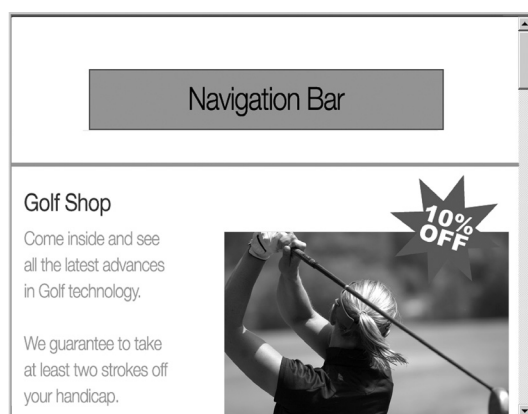 Navigation Bar
Golf Shop
Come inside and see
all the latest advances
in Golf technology.
We guarantee to take
at least two strokes off
your handicap.
10%
OFF